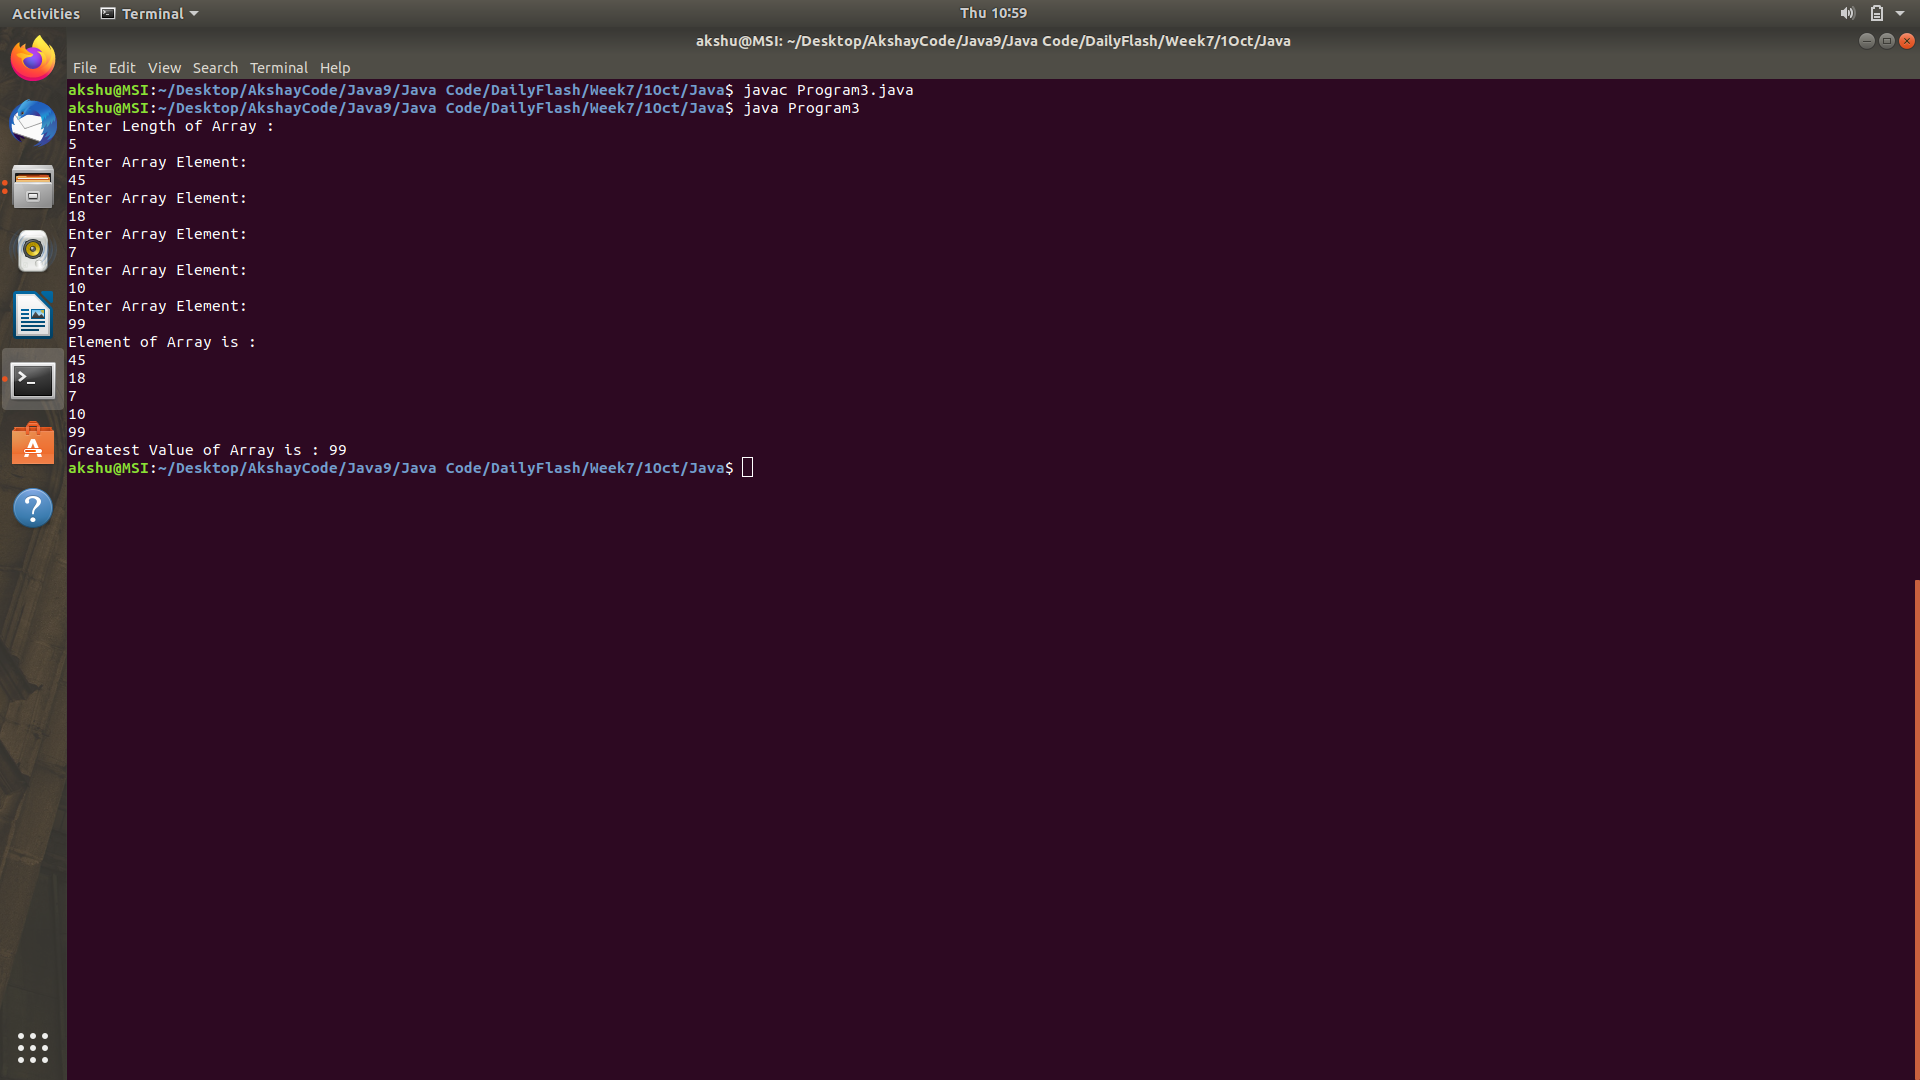 Activities Terminal Thu 10:59
akshu@MSI: ~/Desktop/AkshayCode/Java9/Java Code/DailyFlash/Week7/1Oct/Java
File Edit View Search Terminal Help
akshu@MSI:~/Desktop/AkshayCode/Java9/Java Code/DailyFlash/Week7/1Oct/Java$ javac Program3.java
akshu@MSI:~/Desktop/AkshayCode/Java9/Java Code/DailyFlash/Week7/1Oct/Java$ java Program3
Enter Length of Array :
5
Enter Array Element:
45
Enter Array Element:
18
Enter Array Element:
7
Enter Array Element:
10
Enter Array Element:
99
Element of Array is :
45
18
7
10
99
Greatest Value of Array is : 99
akshu@MSI:~/Desktop/AkshayCode/Java9/Java Code/DailyFlash/Week7/1Oct/Java$